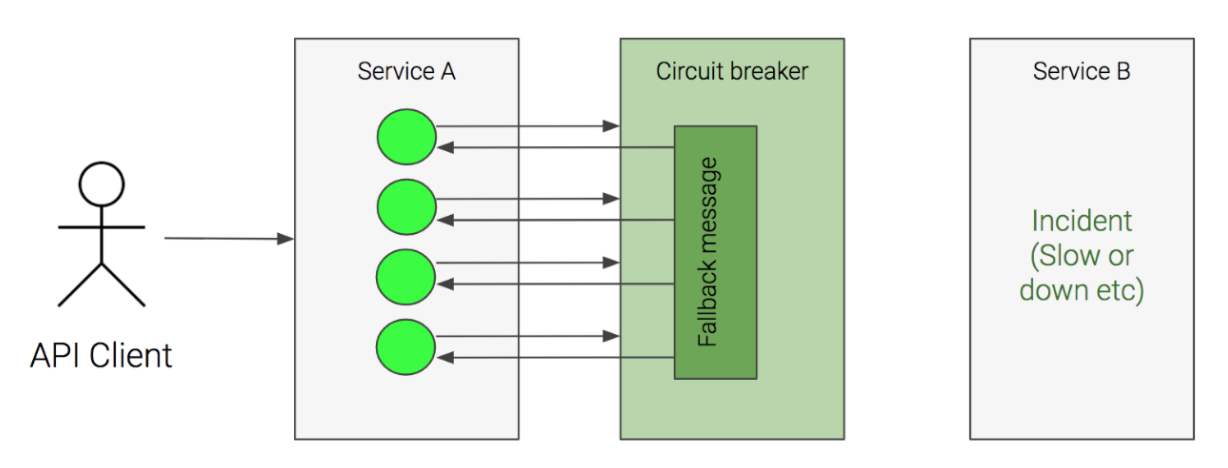 Service A
Circuit breaker
Service B
Fallback message
Incident
(Slow or
down etc)
API Client